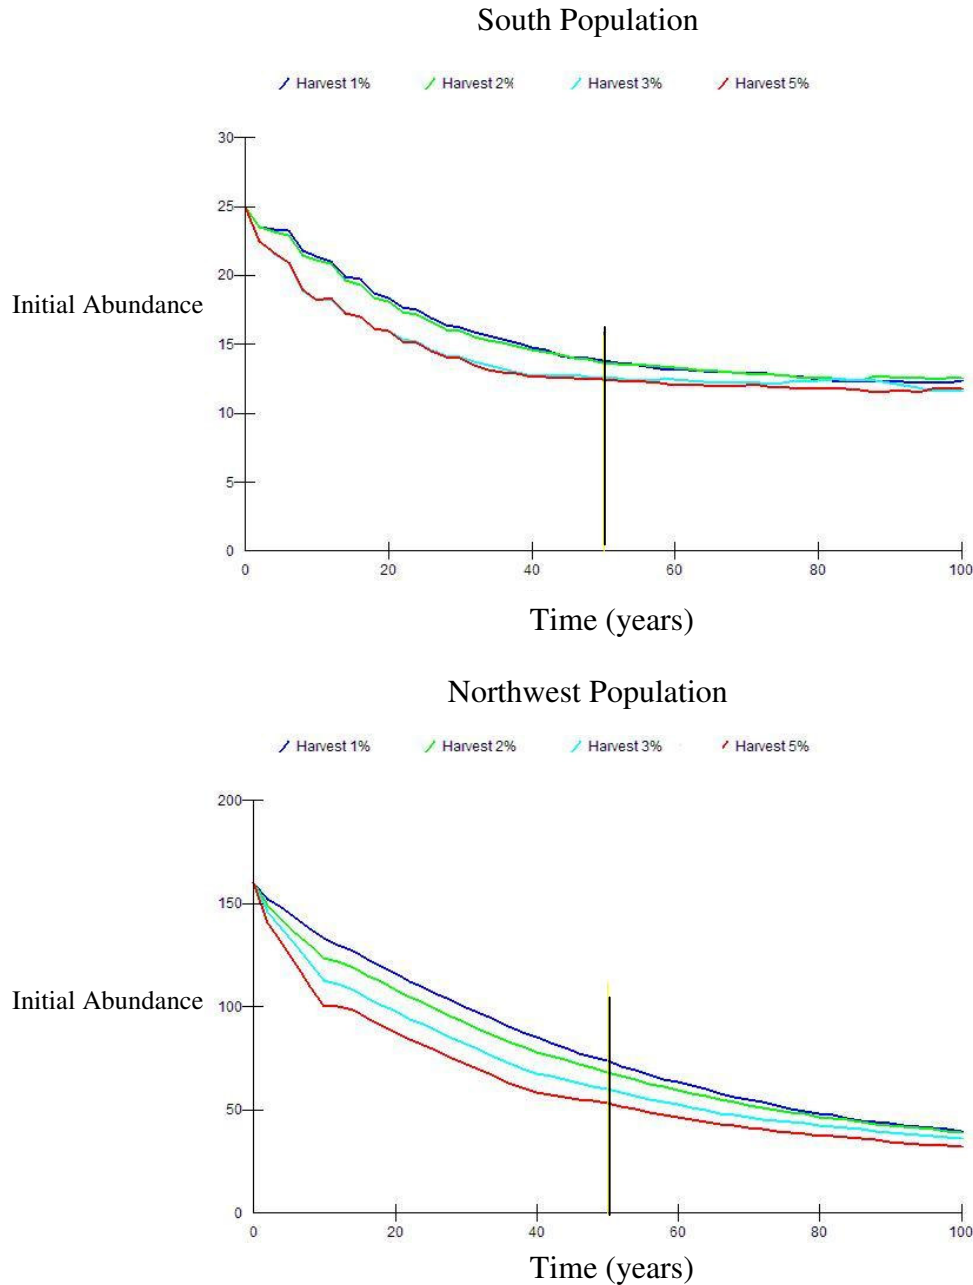 South Population
Harvest 1% Harvest 2% Harvest 3% Harvest 5%
30
25
20
15
10
5
0
Initial Abundance
0 20 40 60 80 100
Time (years)
Northwest Population
Harvest 1% Harvest 2% Harvest 3% Harvest 5%
200
150
100
50
0
Initial Abundance
0 20 40 60 80 100
Time (years)